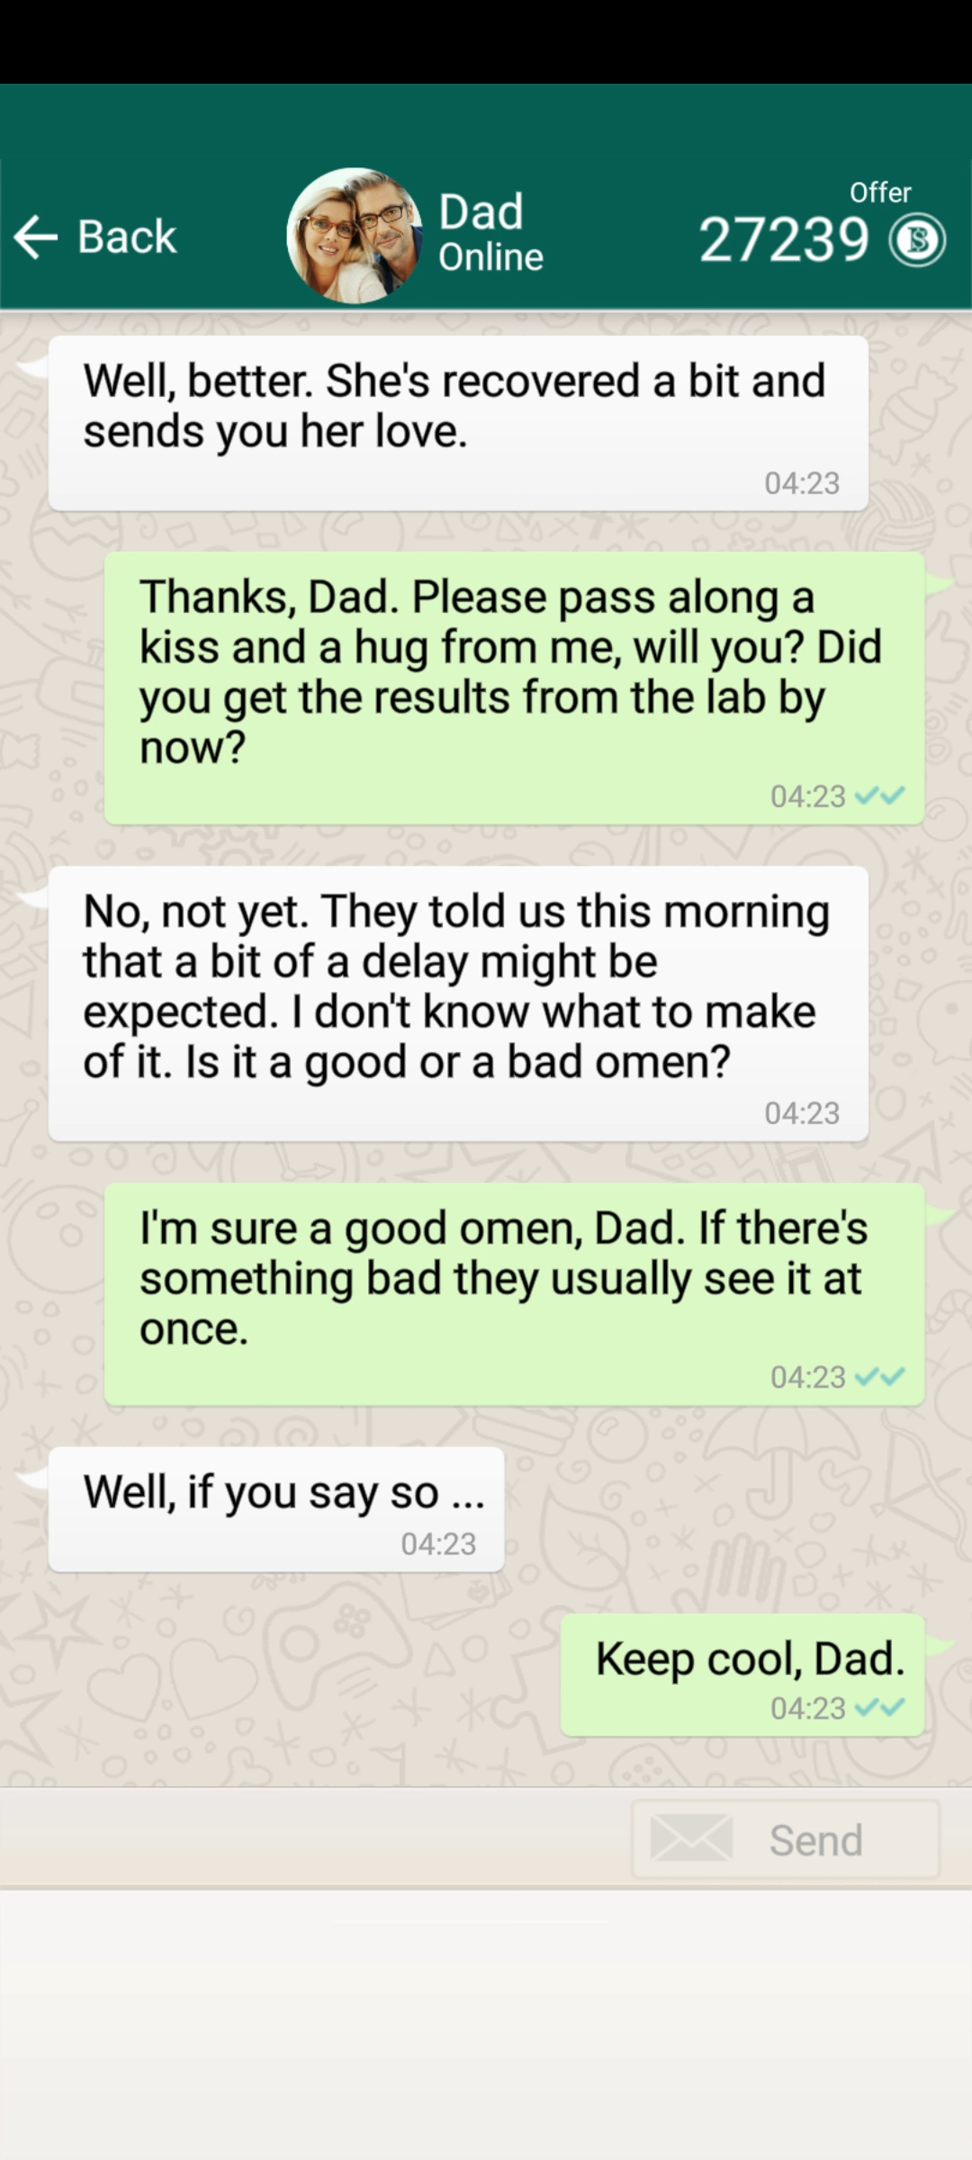 Offer
Back
Dad
27239
Online
Well, better. She's recovered a bit and
sends you her love.
04:23
Thanks, Dad. Please pass along a
kiss and a hug from me, will you? Did
you get the results from the lab by
now?
04:23
No, not yet. They told us this morning
that a bit of a delay might be
expected. I don't know what to make
of it. Is it a good or a bad omen?
04:23
I'm sure a good omen, Dad. If there's
something bad they usually see it at
once.
04:23
Well, if you say so ...
04:23
Keep cool, Dad.
04:23
Send